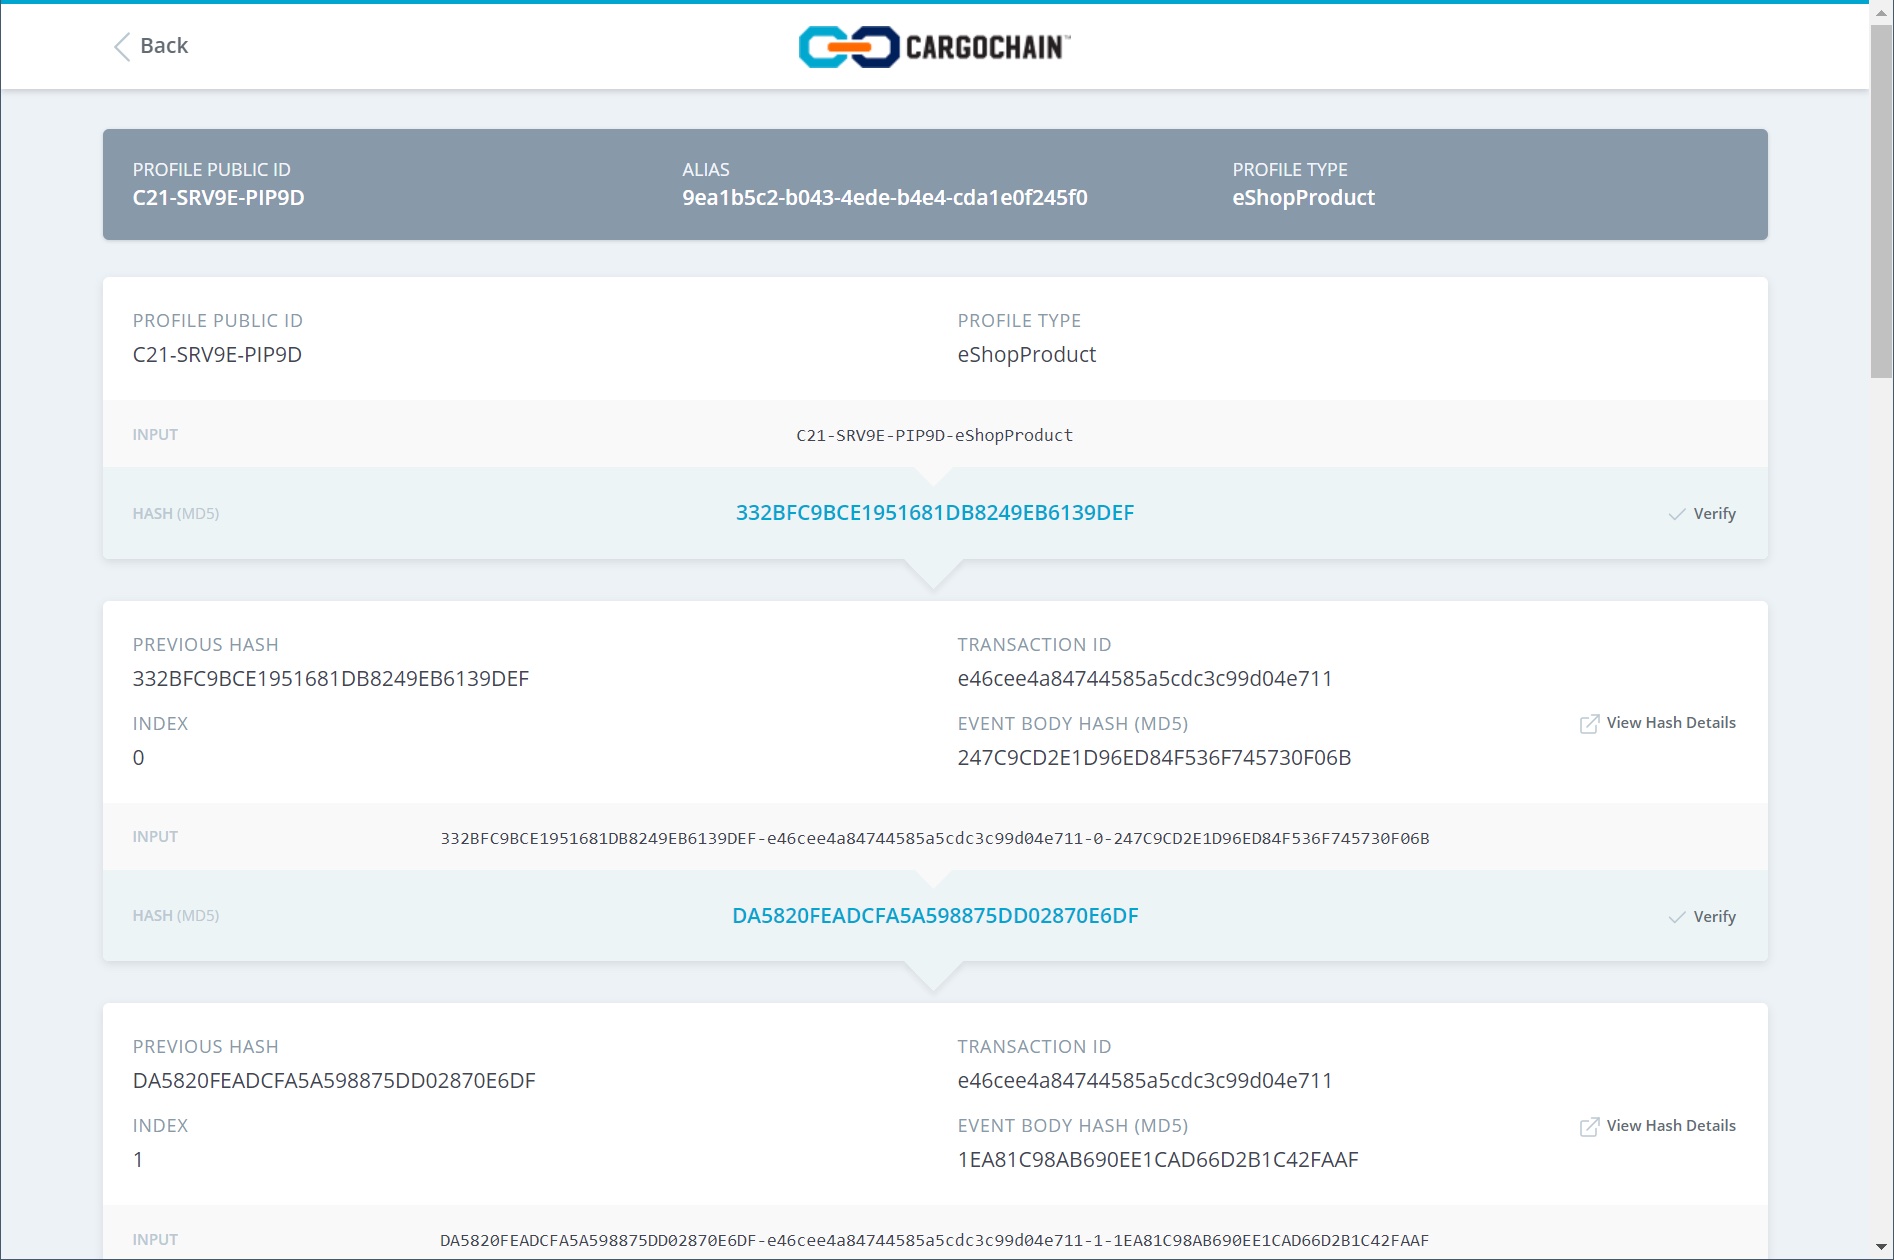 Back
CARGOCHAIN™
PROFILE PUBLIC ID
C21-SRV9E-PIP9D
ALIAS
9ea1b5c2-b043-4ede-b4e4-cda1e0f245f0
PROFILE TYPE
eShopProduct
PROFILE PUBLIC ID
C21-SRV9E-PIP9D
PROFILE TYPE
eShopProduct
INPUT
C21-SRV9E-PIP9D-eShopProduct
HASH (MD5)
332BFC9BCE1951681DB8249EB6139DEF
Verify
PREVIOUS HASH
332BFC9BCE1951681DB8249EB6139DEF
TRANSACTION ID
e46cee4a84744585a5cdc3c99d04e711
INDEX
0
EVENT BODY HASH (MD5)
247C9CD2E1D96ED84F536F745730F06B
View Hash Details
INPUT
332BFC9BCE1951681DB8249EB6139DEF-e46cee4a84744585a5cdc3c99d04e711-0-247C9CD2E1D96ED84F536F745730F06B
HASH (MD5)
DA5820FEADCFA5A598875DD02870E6DF
Verify
PREVIOUS HASH
DA5820FEADCFA5A598875DD02870E6DF
TRANSACTION ID
e46cee4a84744585a5cdc3c99d04e711
INDEX
1
EVENT BODY HASH (MD5)
1EA81C98AB690EE1CAD66D2B1C42FAAF
View Hash Details
INPUT
DA5820FEADCFA5A598875DD02870E6DF-e46cee4a84744585a5cdc3c99d04e711-1-1EA81C98AB690EE1CAD66D2B1C42FAAF